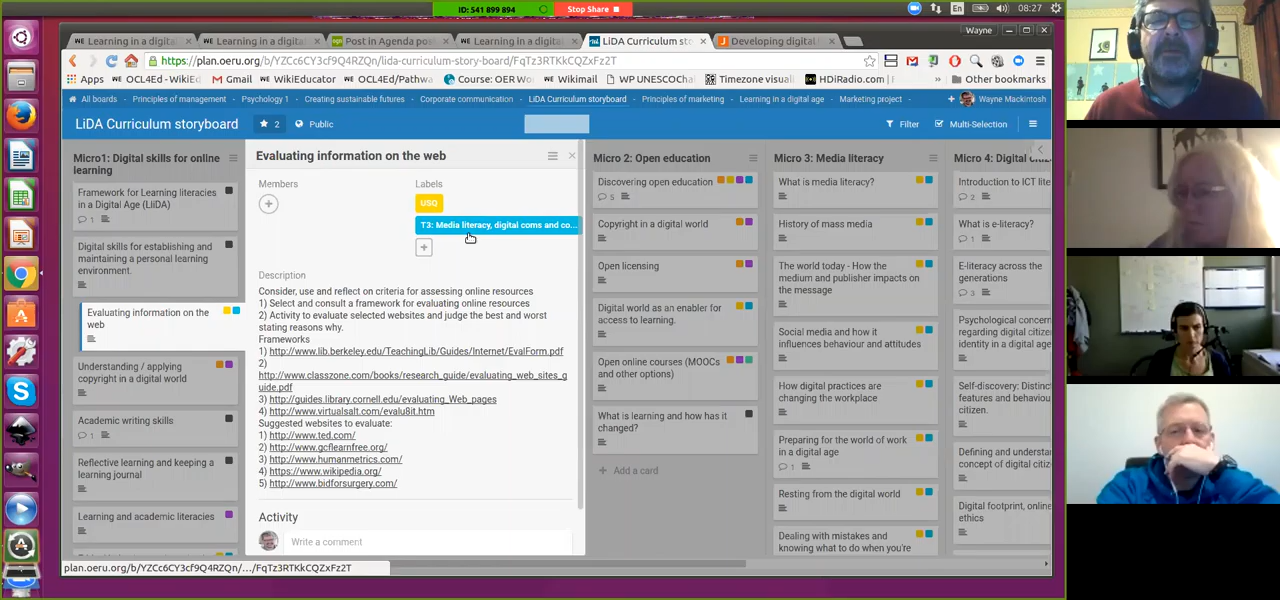 ID: 541 899 894
Stop Share
En
08:27
Learning in a digital
Learning in a digital
Post in Agenda poe
Learning in a digital
LiDA Curriculum sto
Developing digital
Wayne
https://plan.oeru.org/b/YZCc6CY3cf9Q4RZQn/lida-curriculum-story-board/FqTz3RTKkCQZxFz2T
Apps
OCL4Ed - WikiEd
Gmail
WikiEducator
OCL4Ed/Pathwa
Course: OER Wo
Wikimail
WP UNESCOChai
Timezone visuali
HDiRadio.com |
»
Other bookmarks
All boards
Principles of management
Psychology 1
Creating sustainable futures
Corporate communication
LiDA Curriculum storyboard
Principles of marketing
Learning in a digital age
Marketing project
Wayne Mackintosh
LiDA Curriculum storyboard
2
Public
Filter
Multi-Selection
Micro1: Digital skills for online
learning
Framework for Learning literacies
in a Digital Age (LliDA)
1
Digital skills for establishing and
maintaining a personal learning
environment.
Evaluating information on the
web
Understanding / applying
copyright in a digital world
Academic writing skills
1
Reflective learning and keeping a
learning journal
Learning and academic literacies
Evaluating information on the web
Members
Labels
USQ
T3: Media literacy, digital coms and co...
Description
Consider, use and reflect on criteria for assessing online resources
1) Select and consult a framework for evaluating online resources
2) Activity to evaluate selected websites and judge the best and worst
stating reasons why.
Frameworks
1) http://www.lib.berkeley.edu/TeachingLib/Guides/Internet/EvalForm.pdf
2)
http://www.classzone.com/books/research_guide/evaluating_web_sites_g
uide.pdf
3) http://guides.library.cornell.edu/evaluating_Web_pages
4) http://www.virtualsalt.com/evalu8it.htm
Suggested websites to evaluate:
1) http://www.ted.com/
2) http://www.gcflearnfree.org/
3) http://www.humanmetrics.com/
4) https://www.wikipedia.org/
5) http://www.bidforsurgery.com/
Activity
Write a comment
Micro 2: Open education
Discovering open education
5
Copyright in a digital world
Open licensing
Digital world as an enabler for
access to learning.
Open online courses (MOOCs
and other options)
What is learning and how has it
changed?
Add a card
Micro 3: Media literacy
What is media literacy?
History of mass media
The world today - How the
medium and publisher impacts on
the message
Social media and how it
influences behaviour and attitudes
How digital practices are
changing the workplace
Preparing for the world of work
in a digital age
1
Resting from the digital world
Dealing with mistakes and
knowing what to do when you're
Micro 4: Digital
Introduction to ICT lite
2
What is e-literacy?
1
E-literacy across the
generations
3
Psychological concern
regarding digital citize
identity in a digital age
Self-discovery: Distinct
features and behaviou
citizen.
Defining and understa
concept of digital citiz
Digital footprint, online
ethics
plan.oeru.org/b/YZCc6CY3cf9Q4RZQn/.../FqTz3RTKkCQZxFz2T